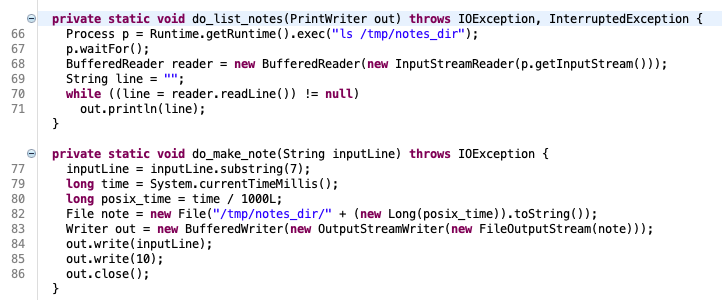 private static void do_list_notes(PrintWriter out) throws IOException, InterruptedException {
66 Process p = Runtime.getRuntime().exec("ls /tmp/notes_dir");
67 p.waitFor();
68 BufferedReader reader = new BufferedReader(new InputStreamReader(p.getInputStream()));
69 String line = "";
70 while ((line = reader.readLine()) != null)
71 out.println(line);
}
private static void do_make_note(String inputLine) throws IOException {
77 inputLine = inputLine.substring(7);
79 long time = System.currentTimeMillis();
80 long posix_time = time / 1000L;
82 File note = new File("/tmp/notes_dir/" + (new Long(posix_time)).toString());
83 Writer out = new BufferedWriter(new OutputStreamWriter(new FileOutputStream(note)));
84 out.write(inputLine);
85 out.write(10);
86 out.close();
}